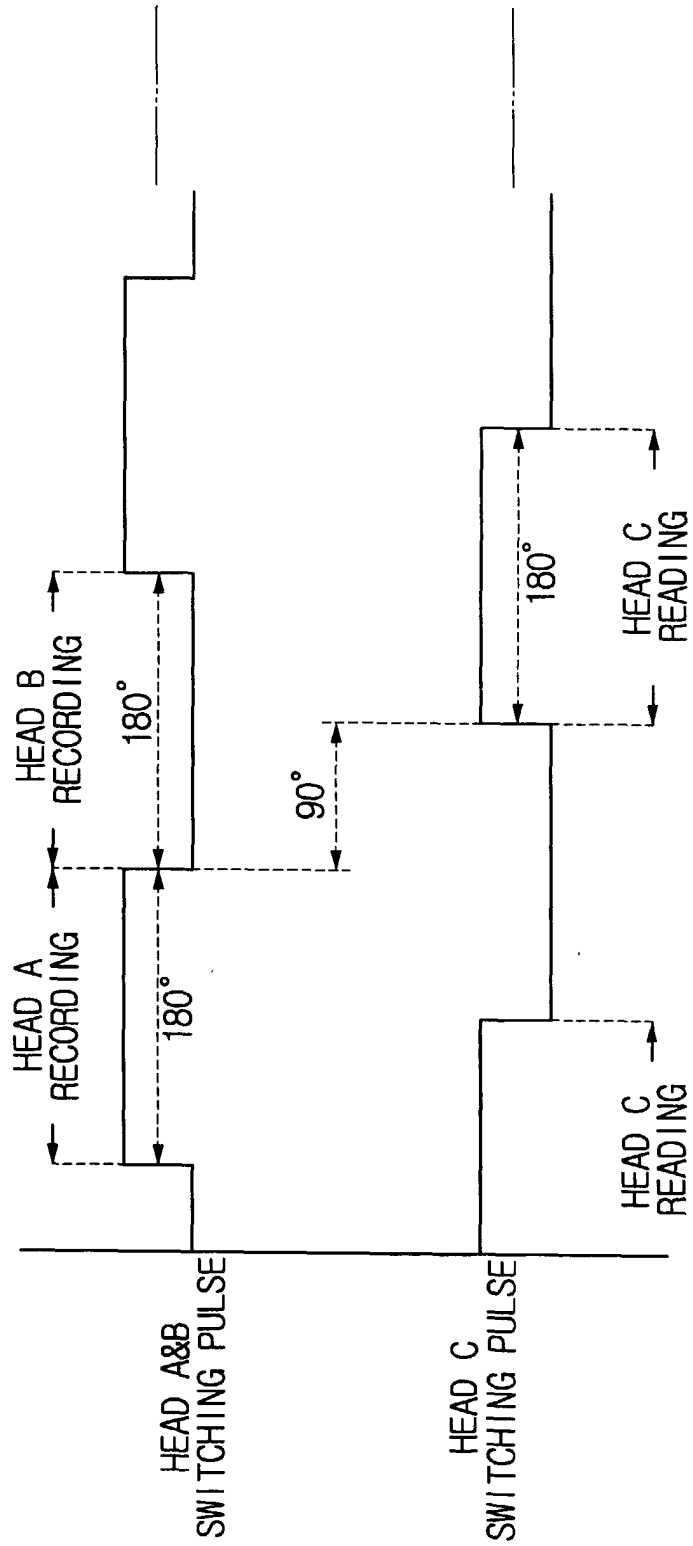 HEAD A&B
SWITCHING PULSE
HEAD A
RECORDING
HEAD B
RECORDING
180°
180°
90°
HEAD C
SWITCHING PULSE
180°
HEAD C
READING
HEAD C
READING